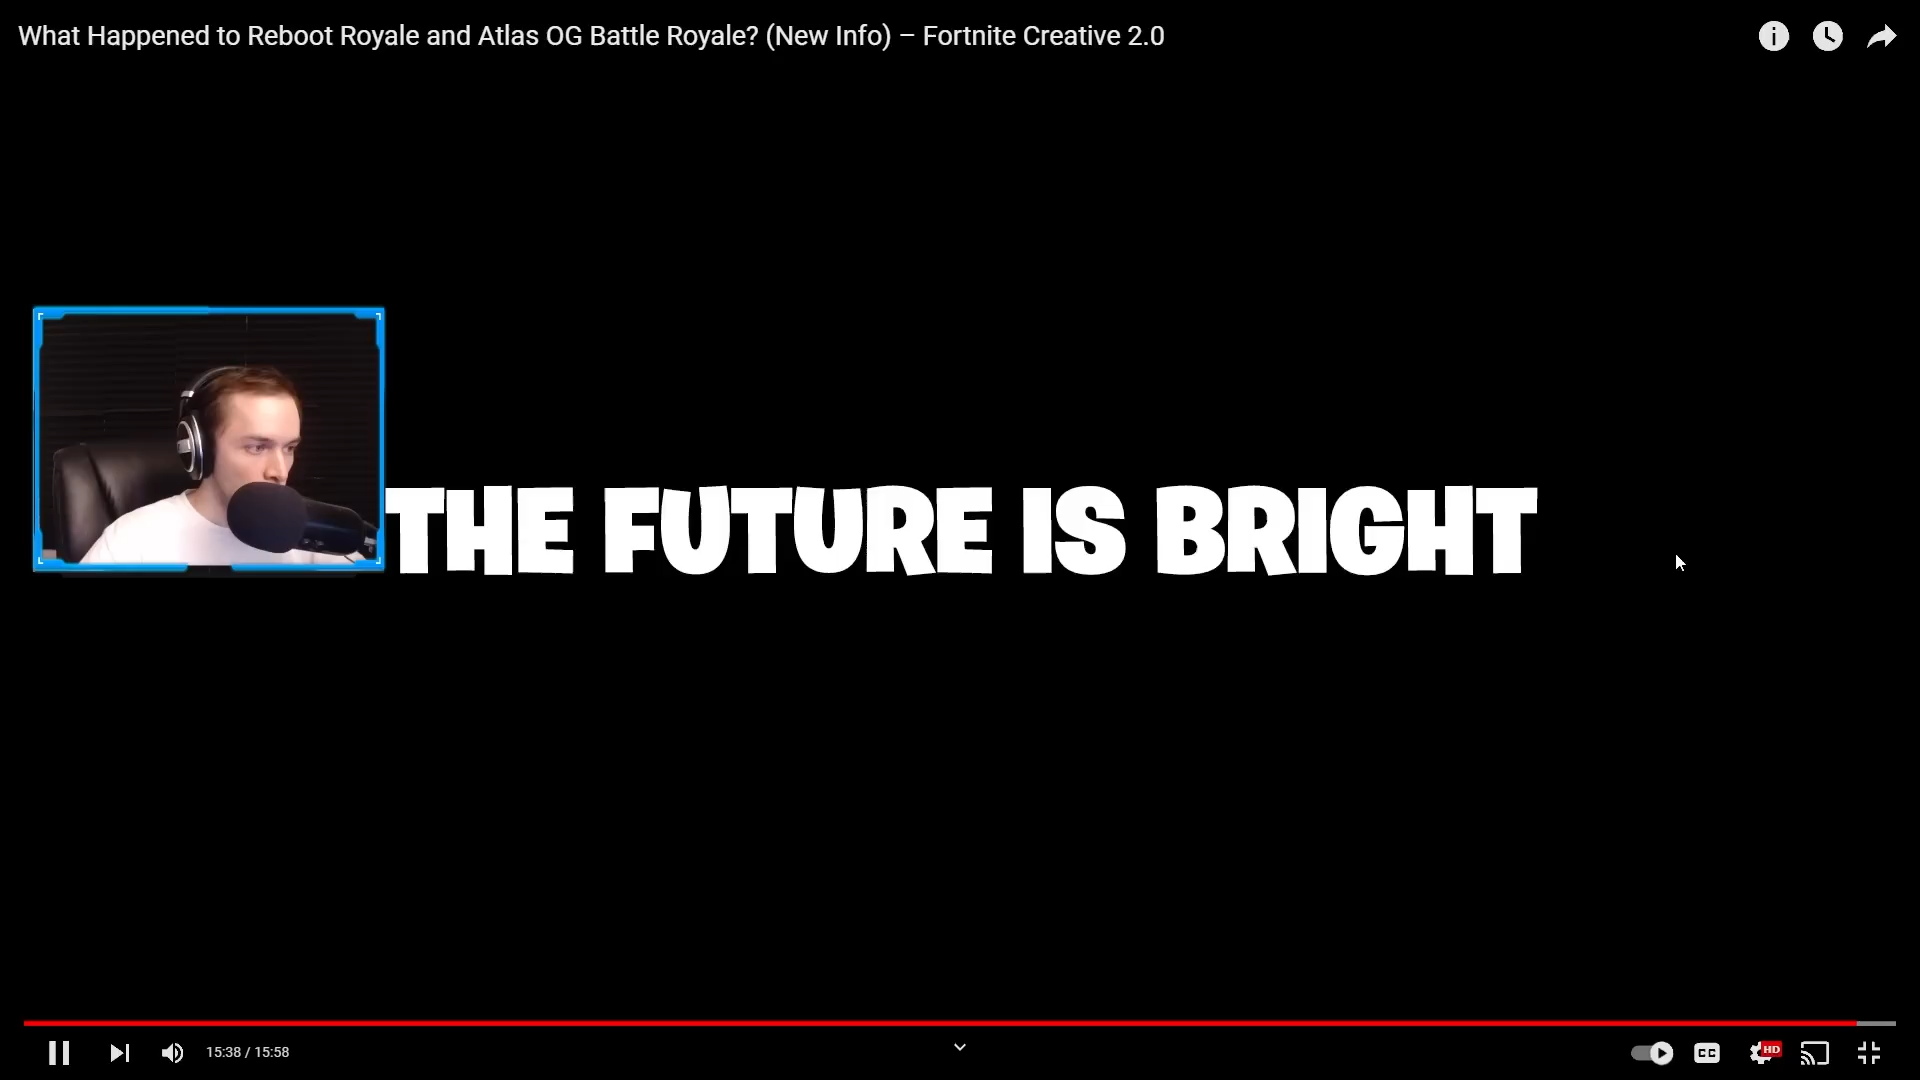 What Happened to Reboot Royale and Atlas OG Battle Royale? (New Info) – Fortnite Creative 2.0
THE FUTURE IS BRIGHT
15:38 / 15:58
CC
HD